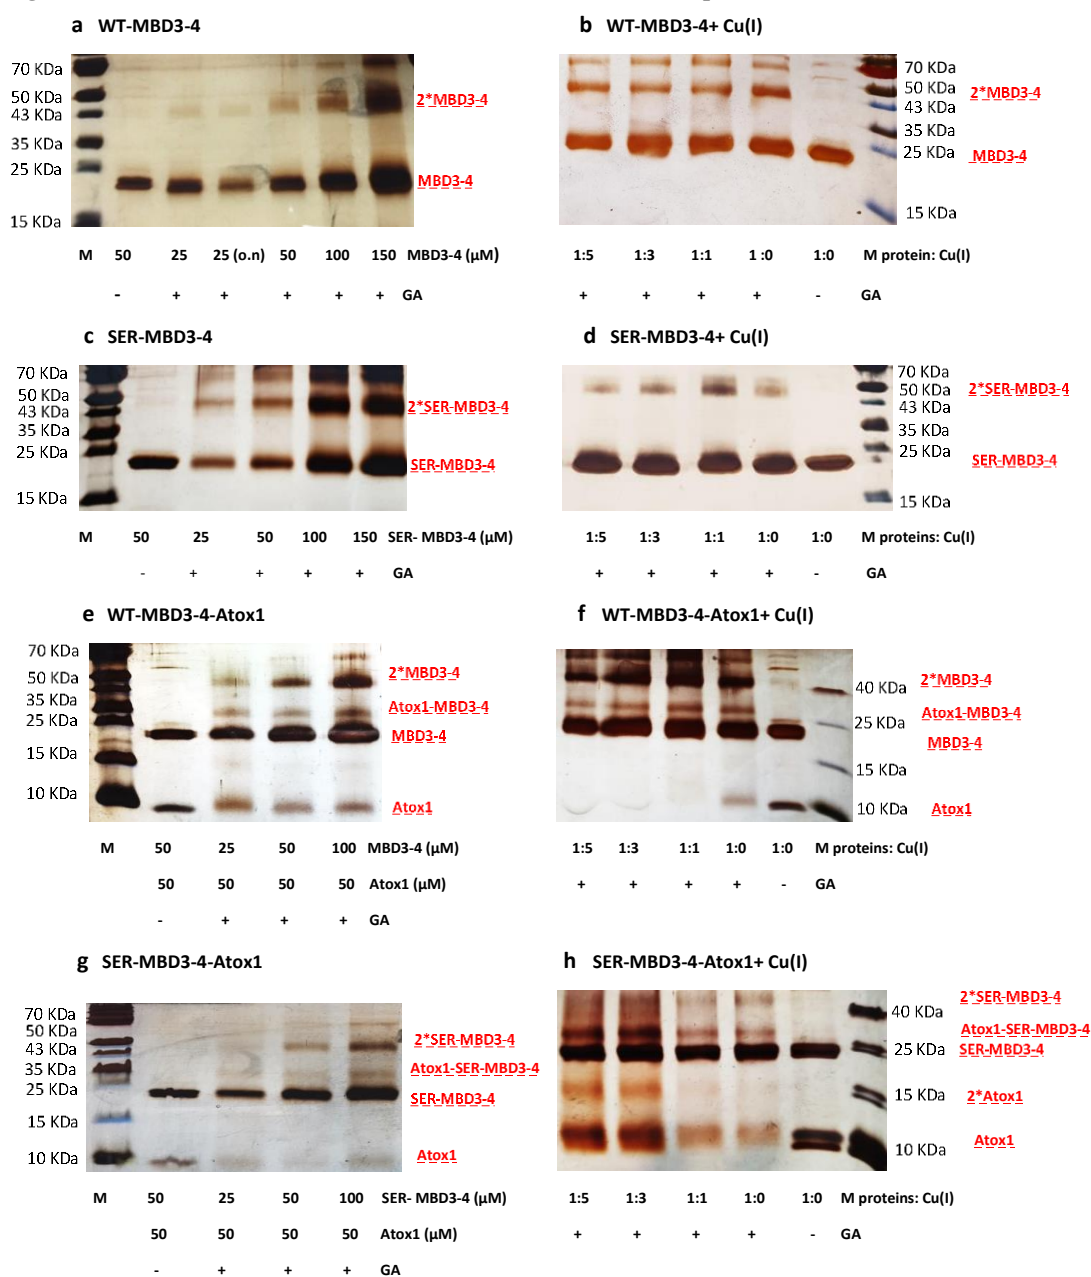 a WT-MBD3-4
70 KDa
50 KDa
43 KDa
35 KDa
25 KDa
15 KDa
2*MBD3-4
MBD3-4
M 50 25 25 (o.n) 50 100 150 MBD3-4 (µM)
- + + + + + GA
b WT-MBD3-4+ Cu(I)
70 KDa
50 KDa
43 KDa
35 KDa
25 KDa
15 KDa
2*MBD3-4
MBD3-4
1:5 1:3 1:1 1 :0 1:0 M protein: Cu(I)
+ + + + - GA
c SER-MBD3-4
70 KDa
50 KDa
43 KDa
35 KDa
25 KDa
15 KDa
2*SER-MBD3-4
SER-MBD3-4
M 50 25 50 100 150 SER- MBD3-4 (µM)
- + + + + GA
d SER-MBD3-4+ Cu(I)
70 KDa
50 KDa
43 KDa
35 KDa
25 KDa
15 KDa
2*SER-MBD3-4
SER-MBD3-4
1:5 1:3 1:1 1:0 1:0 M proteins: Cu(I)
+ + + + - GA
e WT-MBD3-4-Atox1
70 KDa
50 KDa
35 KDa
25 KDa
15 KDa
10 KDa
2*MBD3-4
Atox1-MBD3-4
MBD3-4
Atox1
M 50 25 50 100 MBD3-4 (µM)
50 50 50 50 Atox1 (µM)
- + + + GA
f WT-MBD3-4-Atox1+ Cu(I)
40 KDa
25 KDa
15 KDa
10 KDa
2*MBD3-4
Atox1-MBD3-4
MBD3-4
Atox1
1:5 1:3 1:1 1:0 1:0 M proteins: Cu(I)
+ + + + - GA
g SER-MBD3-4-Atox1
70 KDa
50 KDa
43 KDa
35 KDa
25 KDa
15 KDa
10 KDa
2*SER-MBD3-4
Atox1-SER-MBD3-4
SER-MBD3-4
Atox1
M 50 25 50 100 SER- MBD3-4 (µM)
50 50 50 50 Atox1 (µM)
- + + + GA
h SER-MBD3-4-Atox1+ Cu(I)
40 KDa
25 KDa
15 KDa
10 KDa
2*SER-MBD3-4
Atox1-SER-MBD3-4
SER-MBD3-4
2*Atox1
Atox1
1:5 1:3 1:1 1:0 1:0 M proteins: Cu(I)
+ + + + - GA